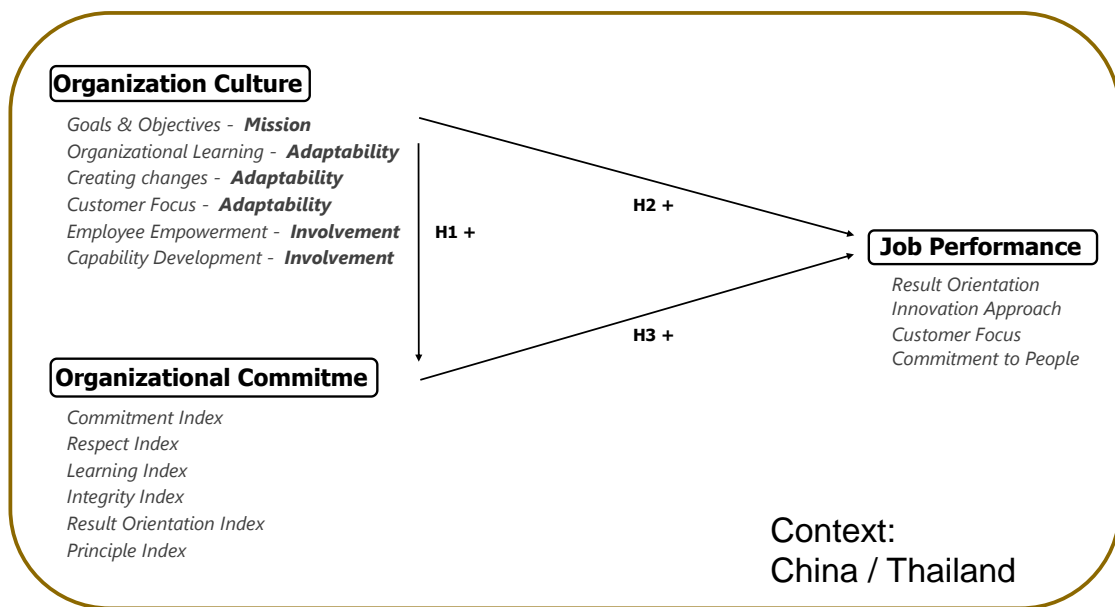 Organization Culture
Goals & Objectives - Mission
Organizational Learning - Adaptability
Creating changes - Adaptability
Customer Focus - Adaptability
Employee Empowerment - Involvement
Capability Development - Involvement
H1 +
H2 +
H3 +
Job Performance
Result Orientation
Innovation Approach
Customer Focus
Commitment to People
Organizational Commitme
Commitment Index
Respect Index
Learning Index
Integrity Index
Result Orientation Index
Principle Index
Context:
China / Thailand